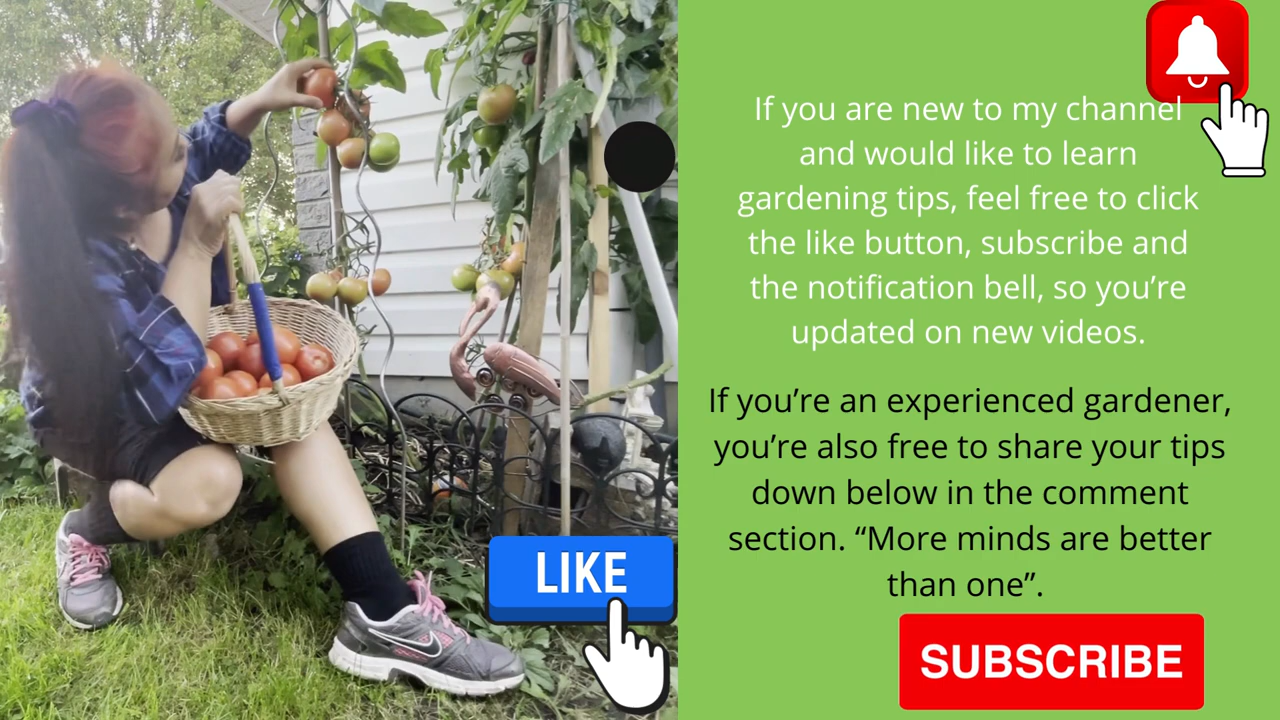 If you are new to my channel
and would like to learn
gardening tips, feel free to click
the like button, subscribe and
the notification bell, so you’re
updated on new videos.
If you’re an experienced gardener,
you’re also free to share your tips
down below in the comment
section. “More minds are better
than one”.
LIKE
SUBSCRIBE